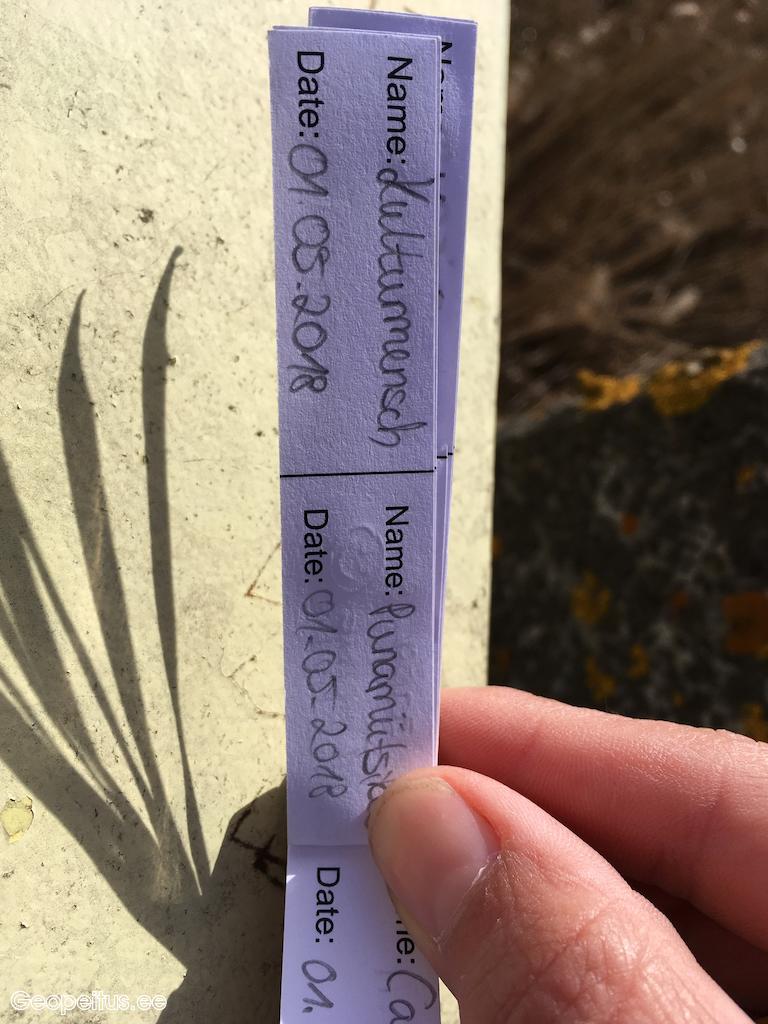 Name: Kulturmensch
Date: 01.05.2018
Name:
Date: 01.05.2018
Date: 01.
Geopeitus.ee